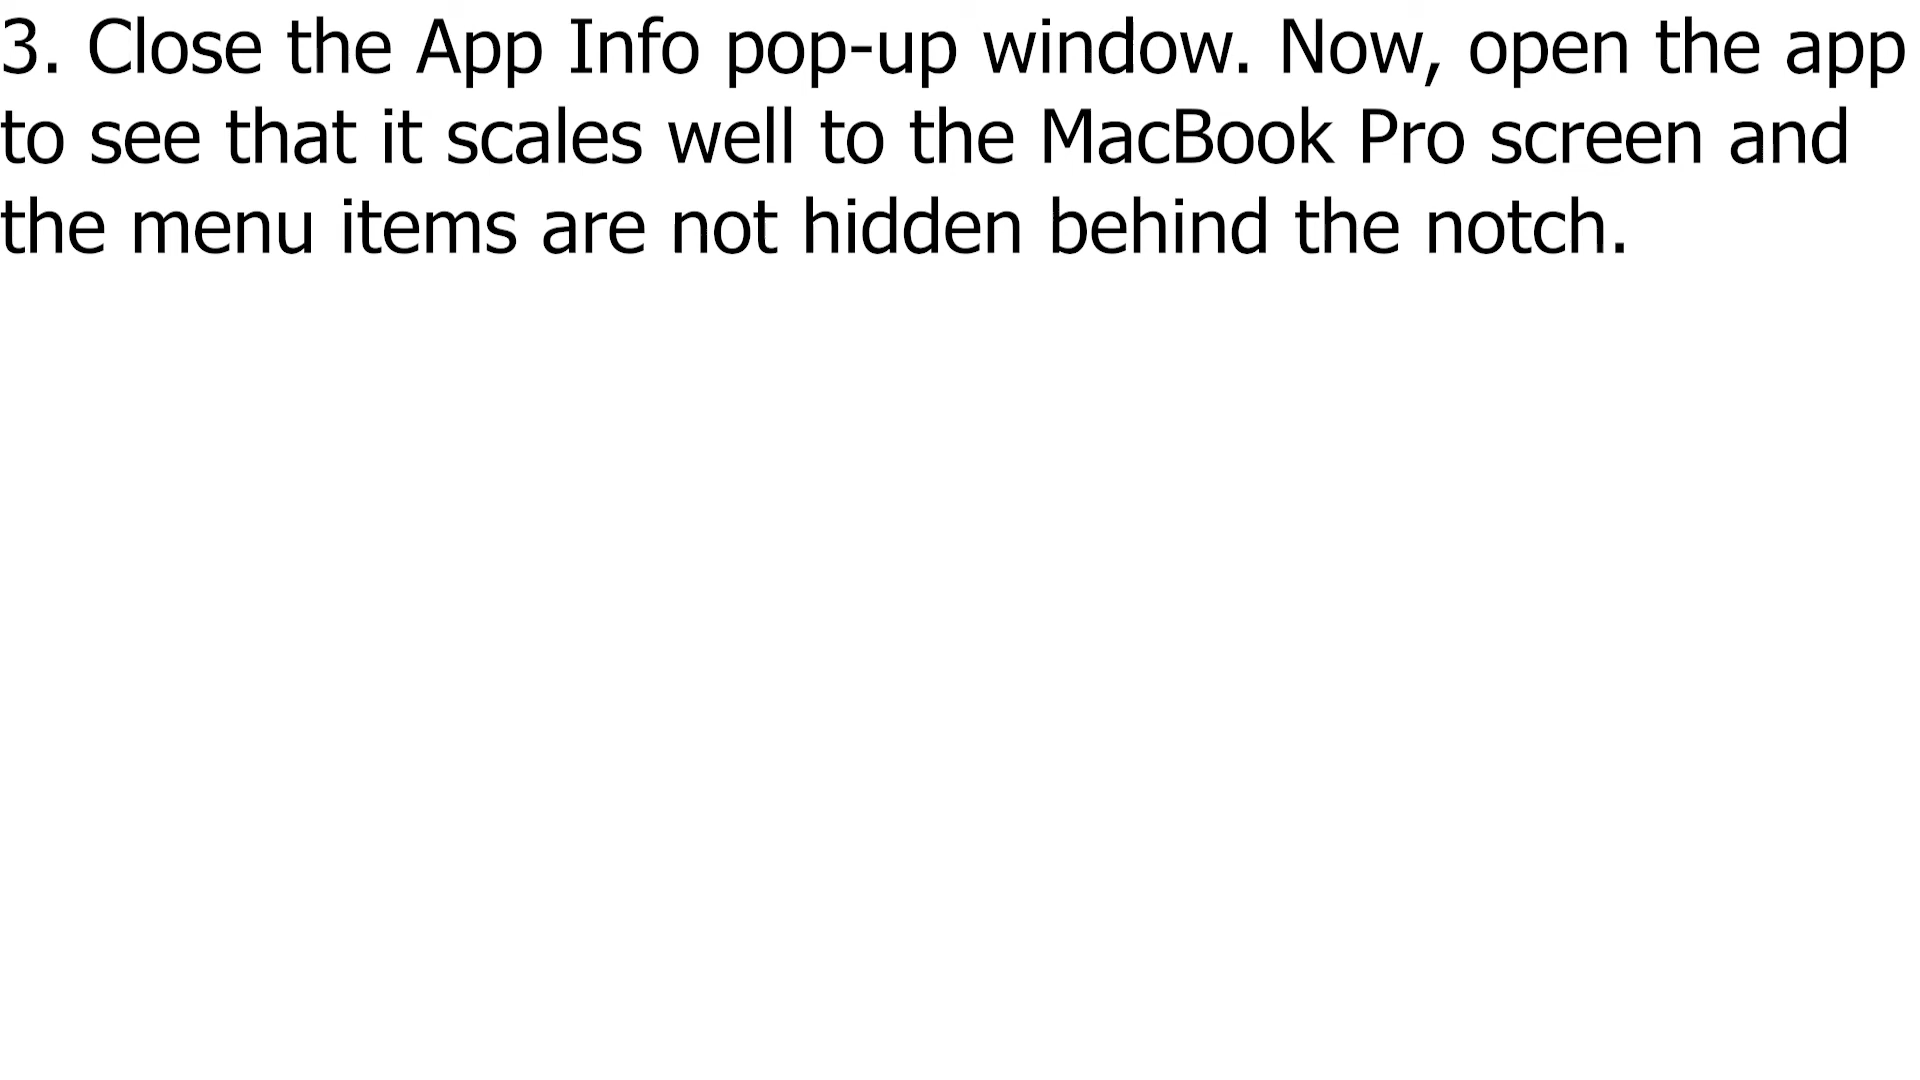 3. Close the App Info pop-up window. Now, open the app
to see that it scales well to the MacBook Pro screen and
the menu items are not hidden behind the notch.